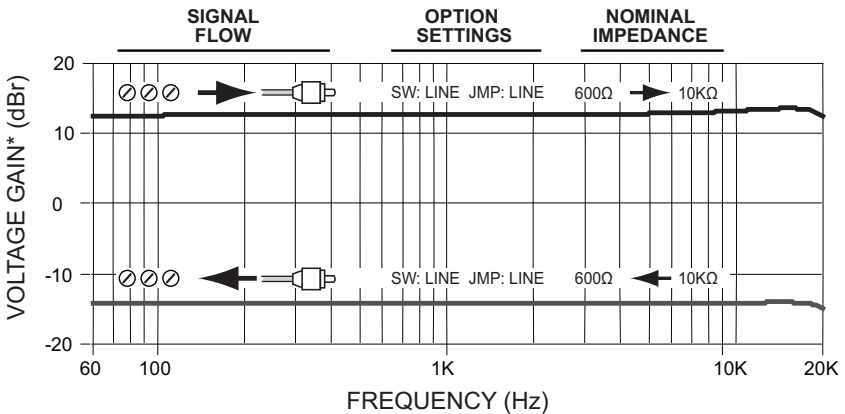 SIGNAL FLOW
OPTION SETTINGS
NOMINAL IMPEDANCE
VOLTAGE GAIN* (dBr)
20
SW: LINE JMP: LINE 600Ω 10KΩ
10
0
-10
SW: LINE JMP: LINE 600Ω 10KΩ
-20
60 100 1K 10K 20K
FREQUENCY (Hz)